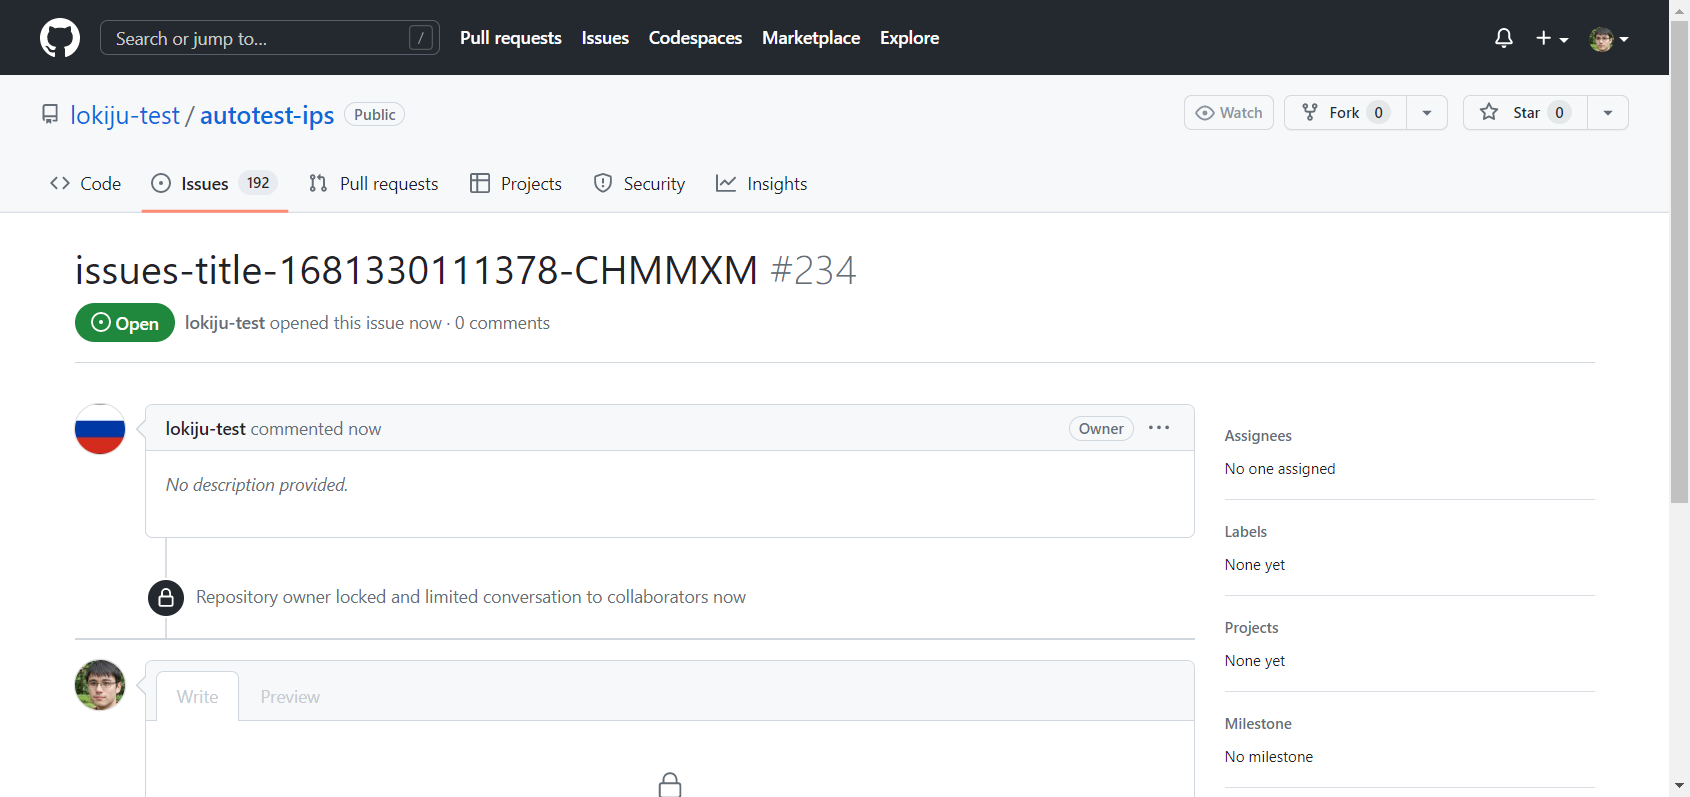 Search or jump to... /
Pull requests Issues Codespaces Marketplace Explore
lokiju-test / autotest-ips Public
Watch Fork 0 Star 0
Code Issues 192 Pull requests Projects Security Insights
issues-title-1681330111378-CHMMXM #234
Open lokiju-test opened this issue now · 0 comments
lokiju-test commented now Owner ...
No description provided.
Repository owner locked and limited conversation to collaborators now
Write Preview
Assignees
No one assigned
Labels
None yet
Projects
None yet
Milestone
No milestone